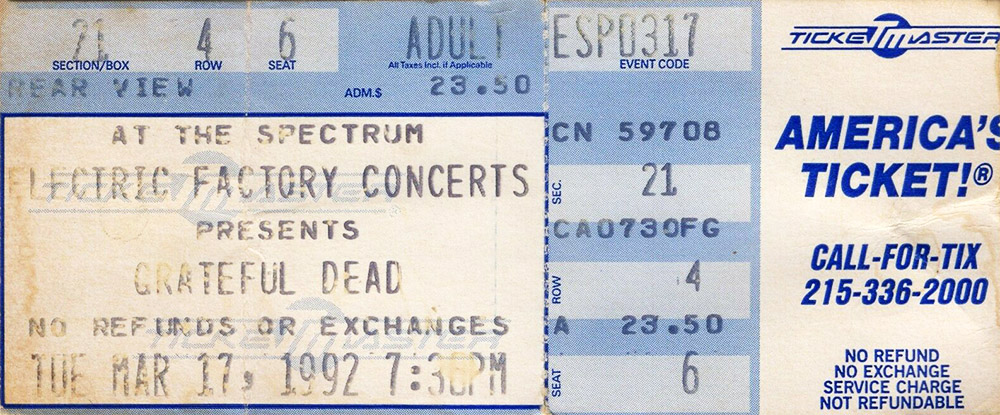 21 4 6 ADULT
SECTION/BOX ROW SEAT All Taxes Incl. if Applicable
REAR VIEW ADM.$ 23.50
AT THE SPECTRUM
ELECTRIC FACTORY CONCERTS
PRESENTS
GRATEFUL DEAD
NO REFUNDS OR EXCHANGES
TUE MAR 17, 1992 7:30PM
ESP0317
EVENT CODE
CN 59708
SEC. 21
CA0730FG
ROW 4
A 23.50
SEAT 6
TICKETMASTER
AMERICA'S
TICKET!®
CALL-FOR-TIX
215-336-2000
NO REFUND
NO EXCHANGE
SERVICE CHARGE
NOT REFUNDABLE